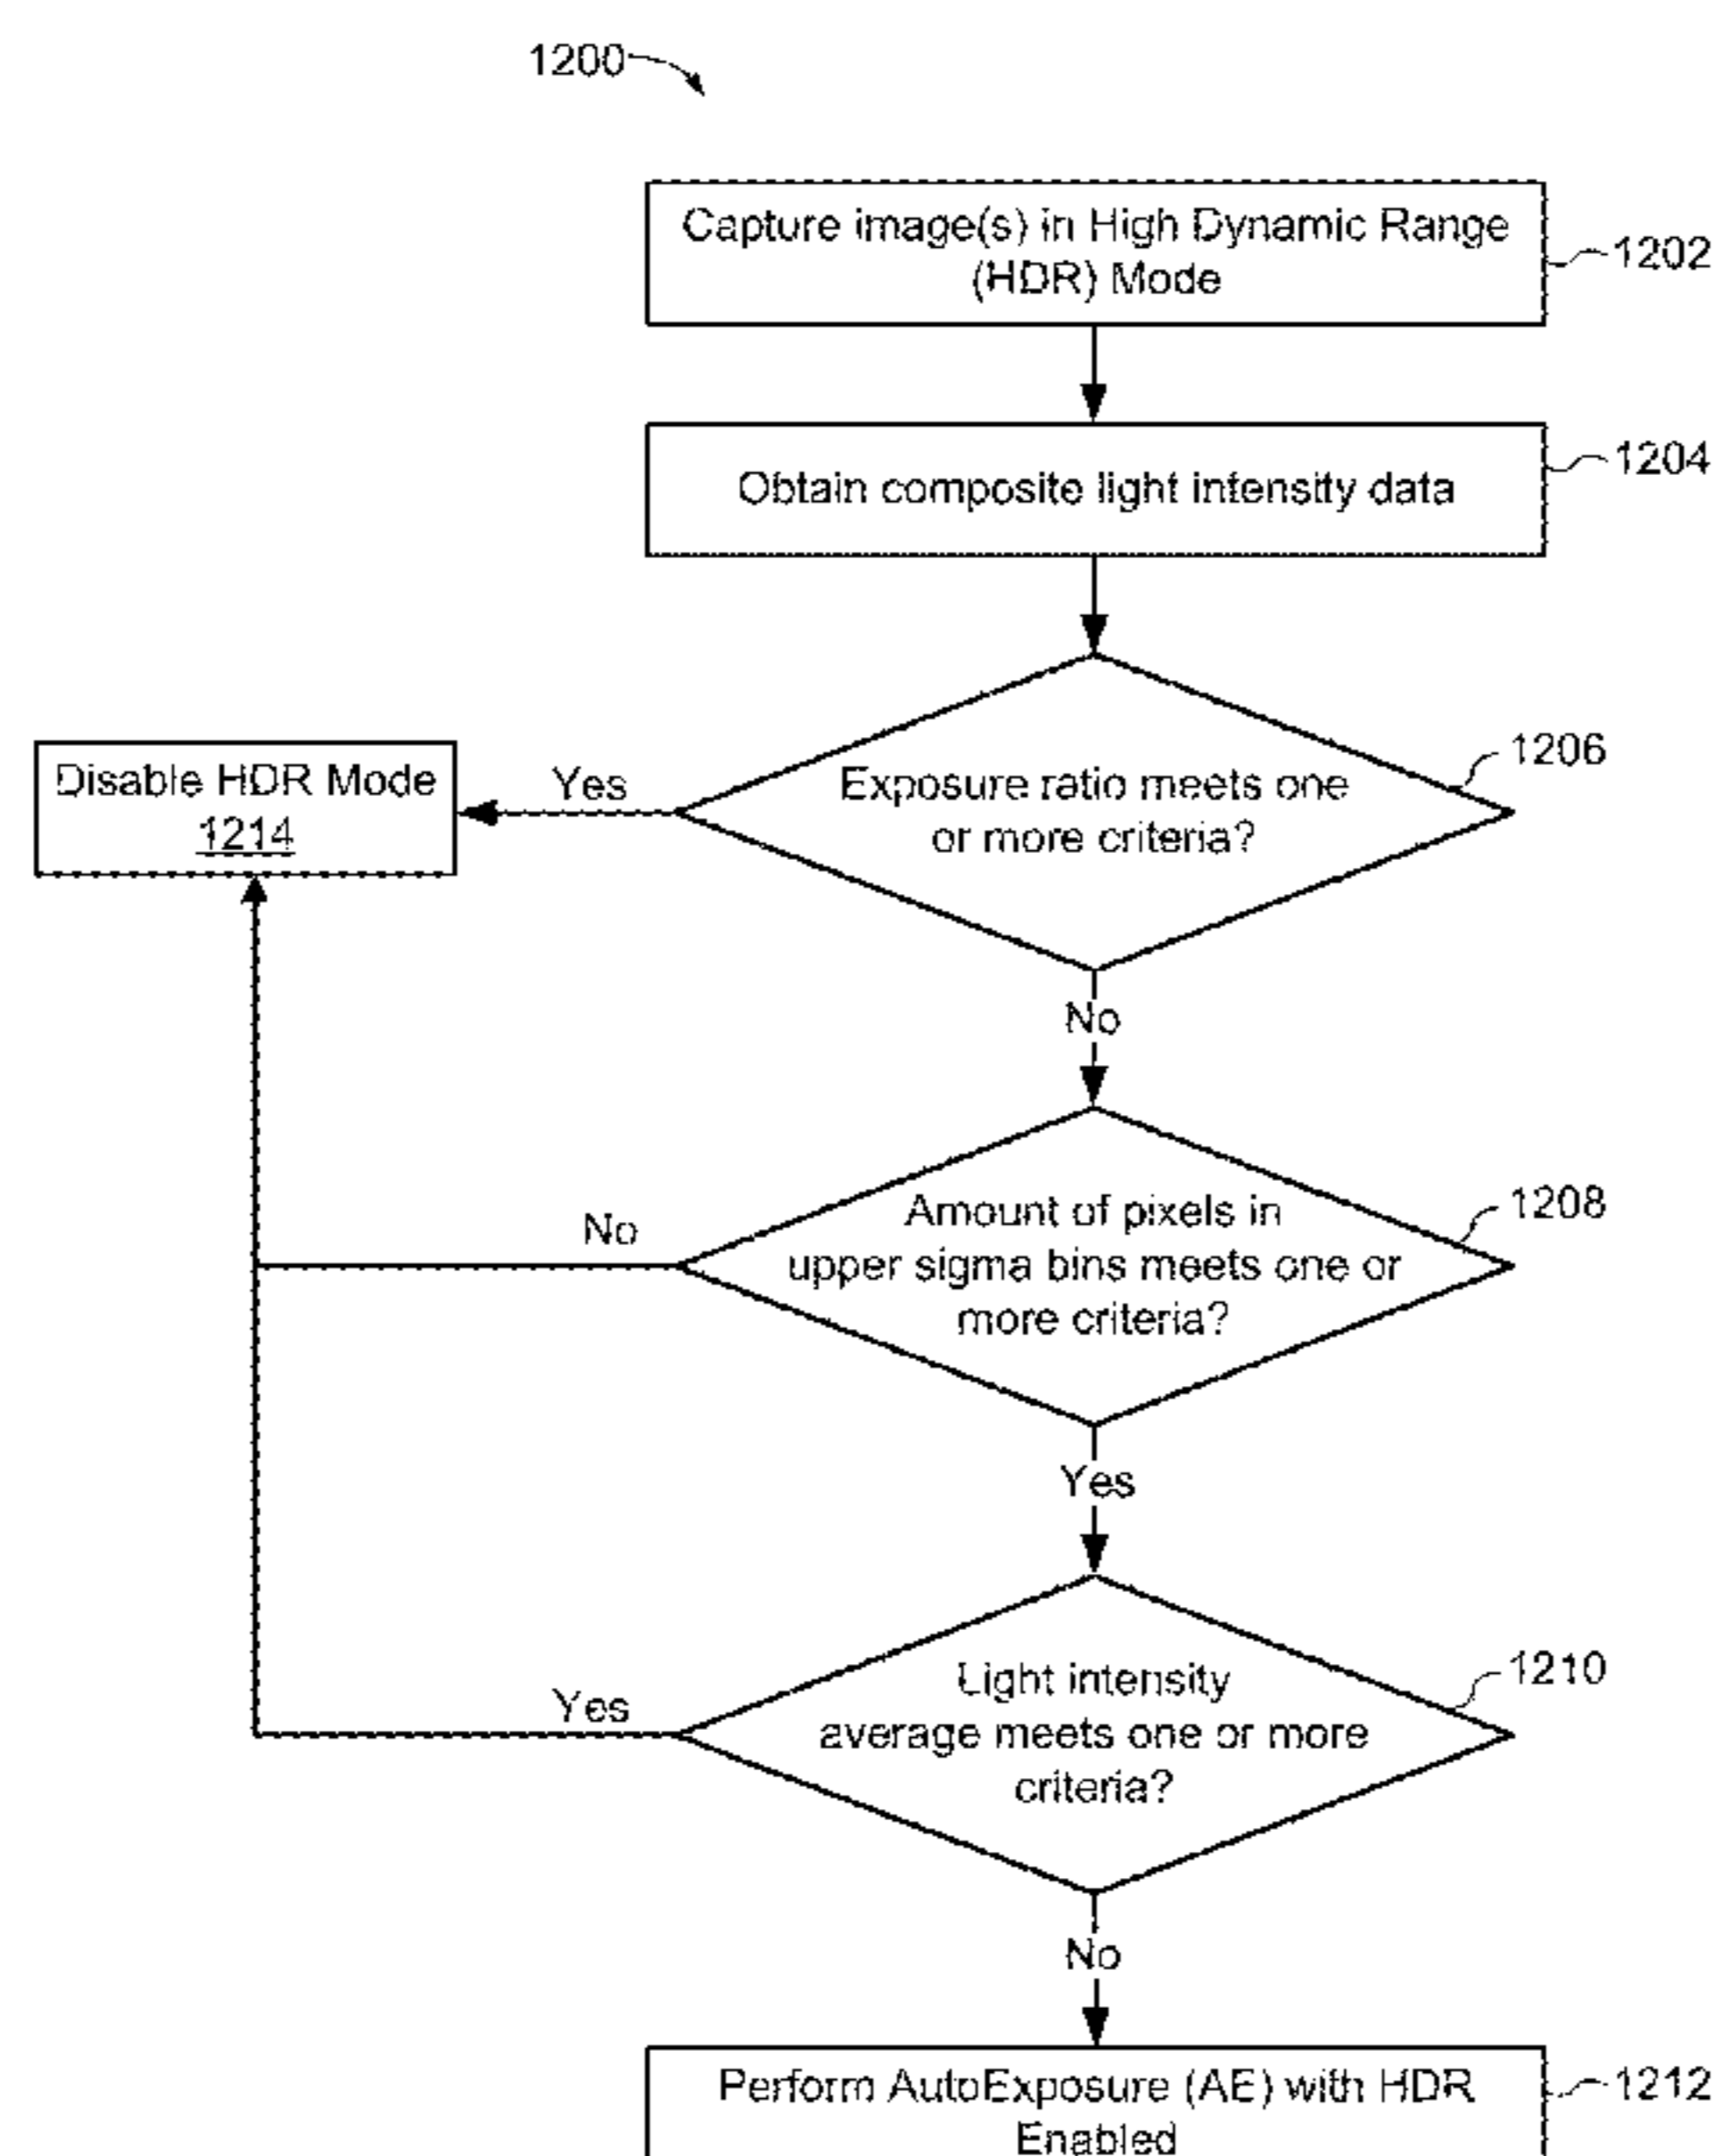 1200
Capture image(s) in High Dynamic Range
(HDR) Mode
1202
Obtain composite light intensity data
1204
Exposure ratio meets one
or more criteria?
1206
Yes
Disable HDR Mode
1214
No
Amount of pixels in
upper sigma bins meets one or
more criteria?
1208
No
Yes
Light intensity
average meets one or more
criteria?
1210
Yes
No
Perform AutoExposure (AE) with HDR
Enabled
1212